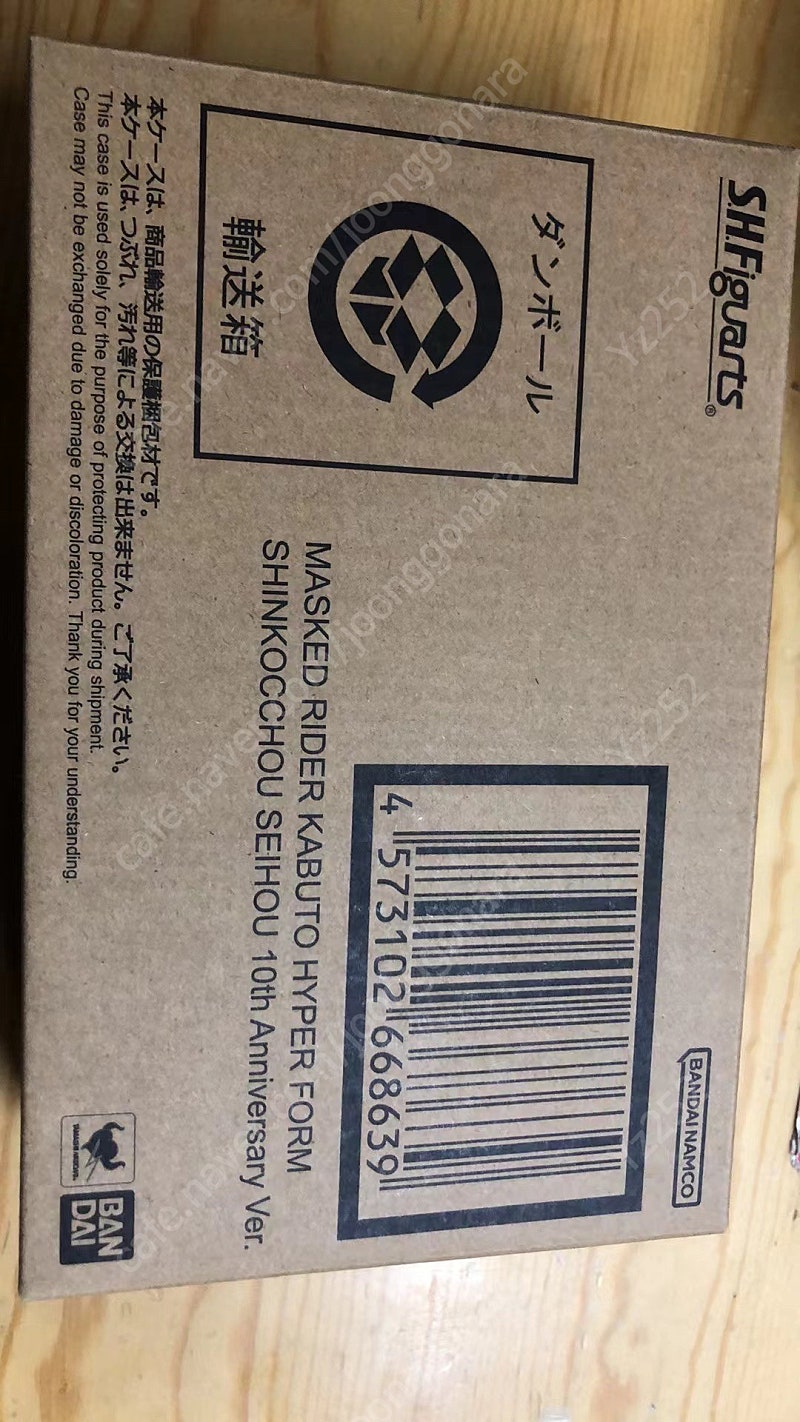 S.H.Figuarts®
ダンボール
輸送箱
BANDAI NAMCO
4 573102 668639
MASKED RIDER KABUTO HYPER FORM
SHINKOCCHOU SEIHOU 10th Anniversary Ver.
本ケースは、商品輸送用の保護梱包材です。
本ケースは、つぶれ、汚れ等による交換は出来ません。ご了承ください。
This case is used solely for the purpose of protecting product during shipment.
Case may not be exchanged due to damage or discoloration. Thank you for your understanding.
BAN
DAI
Yz252
cafe.naver.com/joonggonara